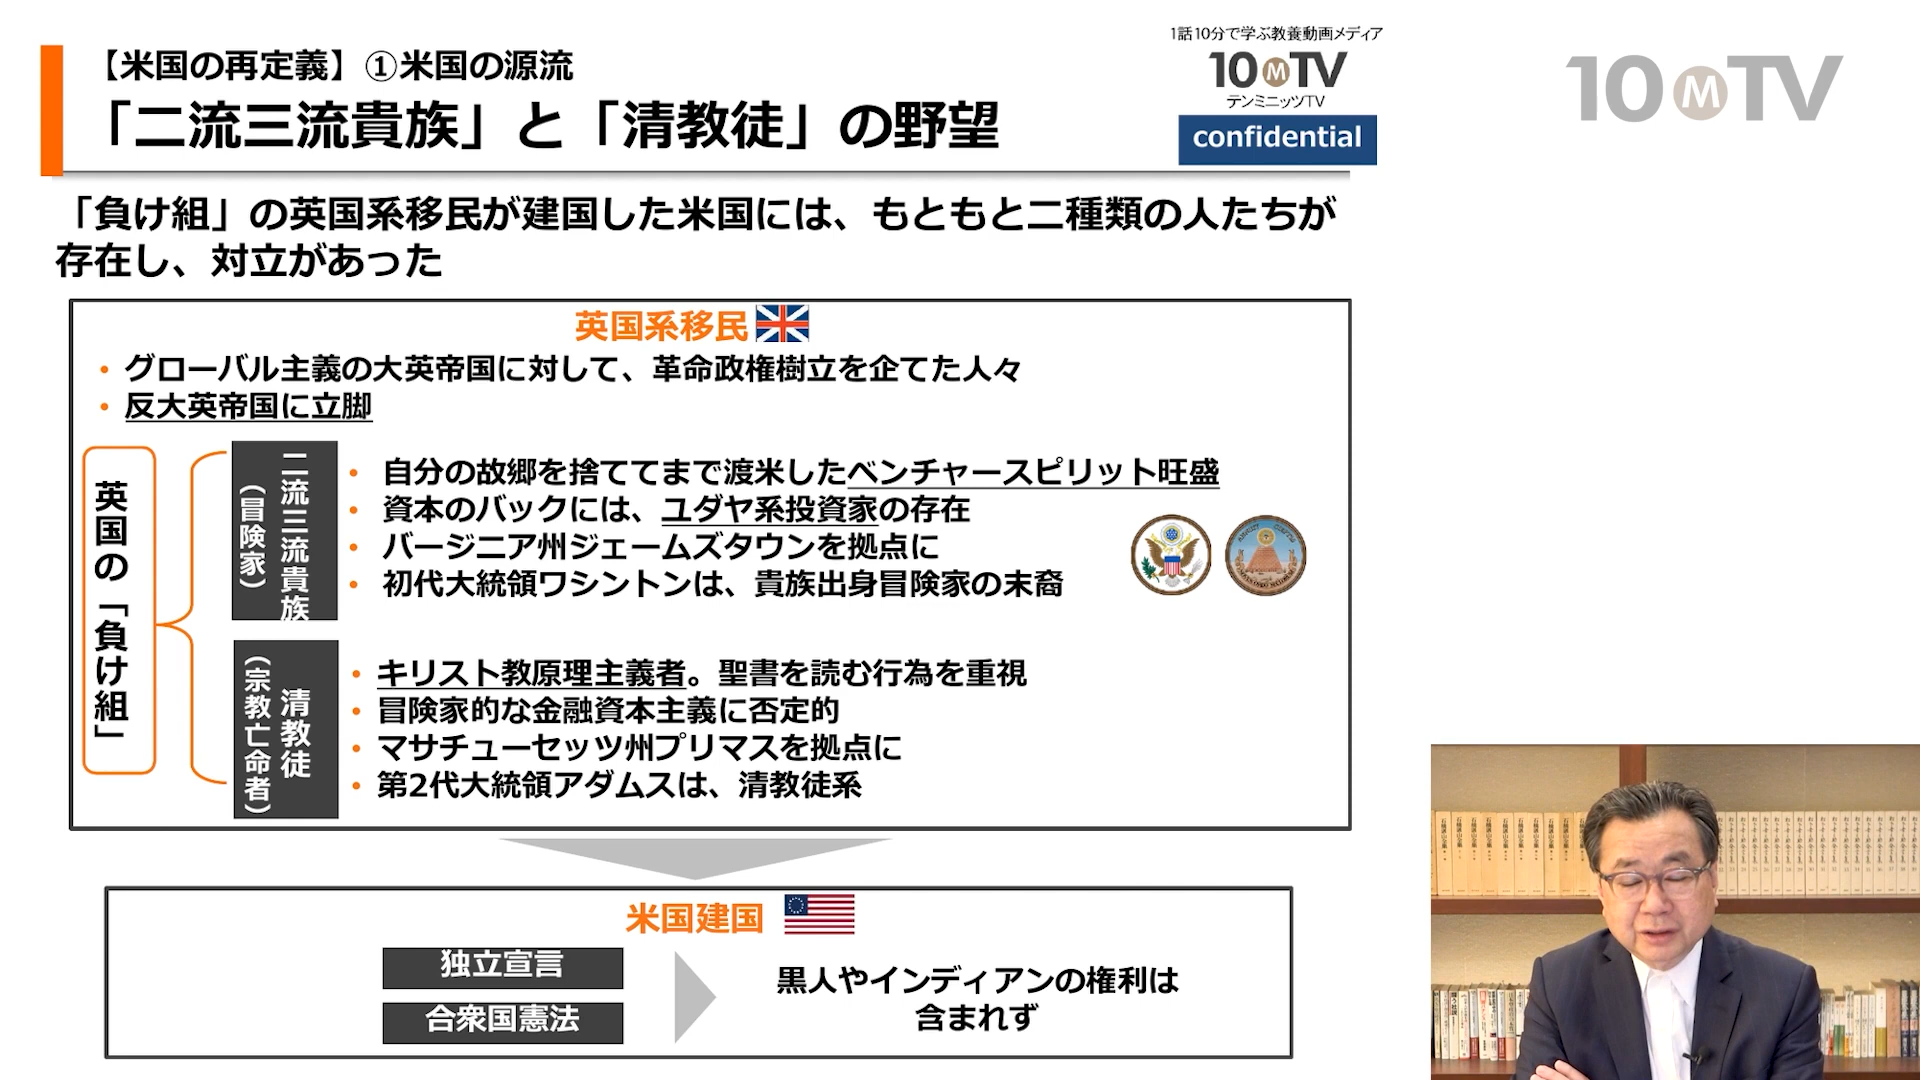 【米国の再定義】①米国の源流
「二流三流貴族」と「清教徒」の野望
1話10分で学ぶ教養動画メディア
10MTV
テンミニッツTV
confidential
10MTV
「負け組」の英国系移民が建国した米国には、もともと二種類の人たちが
存在し、対立があった
英国系移民
• グローバル主義の大英帝国に対して、革命政権樹立を企てた人々
• 反大英帝国に立脚
英国の「負け組」
二流三流貴族
（冒険家）
• 自分の故郷を捨ててまで渡米したベンチャースピリット旺盛
• 資本のバックには、ユダヤ系投資家の存在
• バージニア州ジェームズタウンを拠点に
• 初代大統領ワシントンは、貴族出身冒険家の末裔
清教徒
（宗教亡命者）
• キリスト教原理主義者。聖書を読む行為を重視
• 冒険家的な金融資本主義に否定的
• マサチューセッツ州プリマスを拠点に
• 第2代大統領アダムスは、清教徒系
米国建国
独立宣言
合衆国憲法
黒人やインディアンの権利は
含まれず